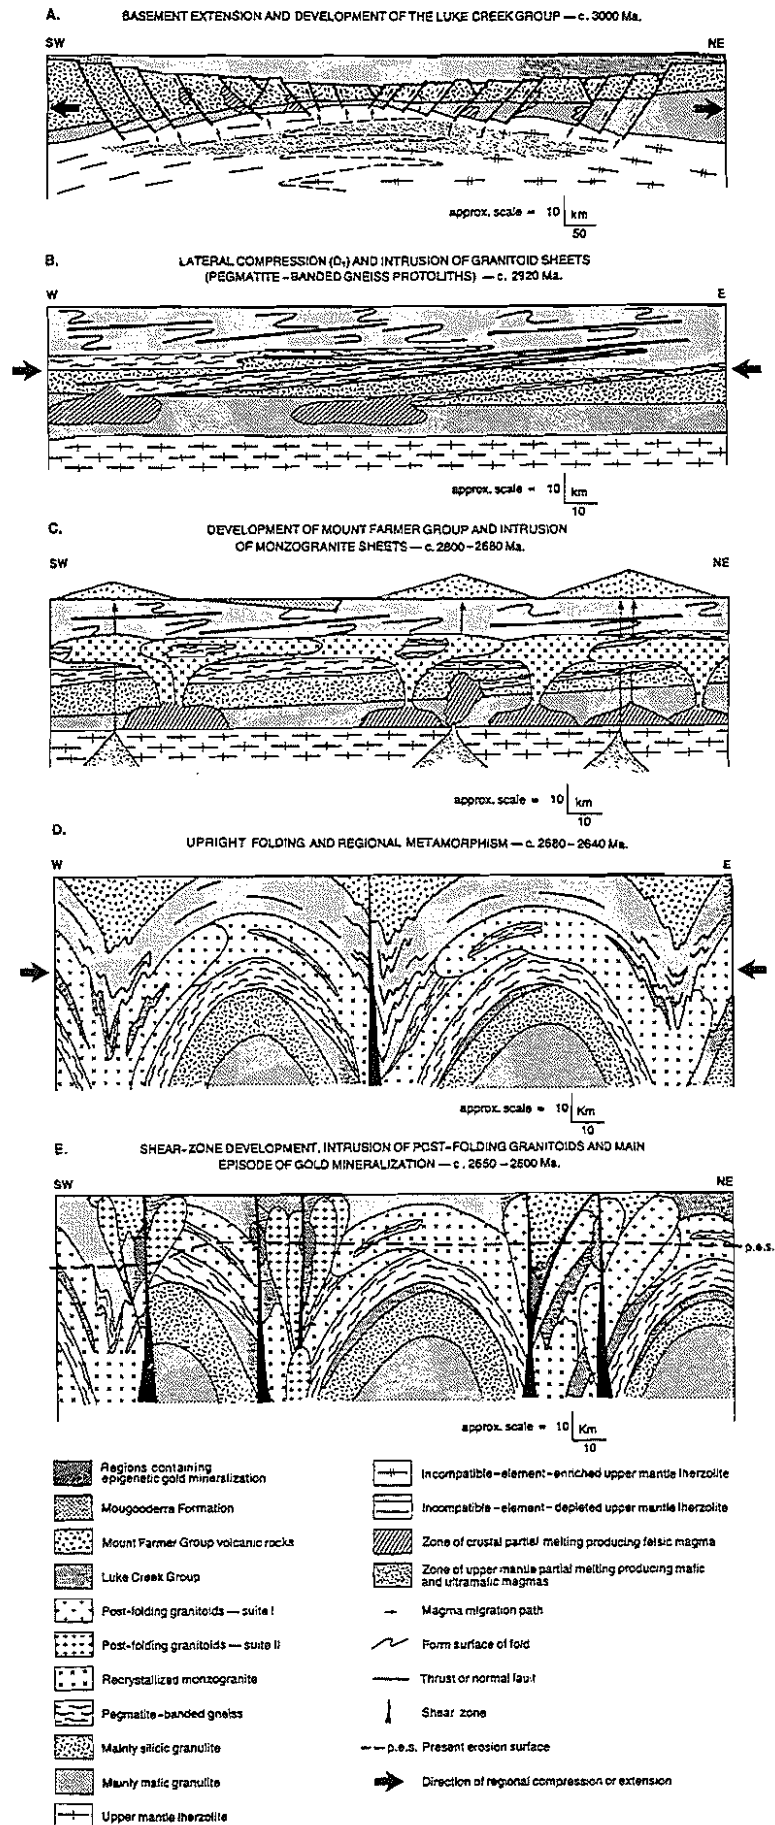 A. BASEMENT EXTENSION AND DEVELOPMENT OF THE LUKE CREEK GROUP — c. 3000 Ma.
SW NE
approx. scale = 10 km
50
B. LATERAL COMPRESSION (D₁) AND INTRUSION OF GRANITOID SHEETS
(PEGMATITE-BANDED GNEISS PROTOLITHS) — c. 2920 Ma.
W E
approx. scale = 10 km
10
C. DEVELOPMENT OF MOUNT FARMER GROUP AND INTRUSION
OF MONZOGRANITE SHEETS — c. 2800-2680 Ma.
SW NE
approx. scale = 10 km
10
D. UPRIGHT FOLDING AND REGIONAL METAMORPHISM — c. 2680-2640 Ma.
W E
approx. scale = 10 Km
10
E. SHEAR-ZONE DEVELOPMENT, INTRUSION OF POST-FOLDING GRANITOIDS AND MAIN
EPISODE OF GOLD MINERALIZATION — c. 2650-2600 Ma.
SW NE
p.e.s.
approx. scale = 10 Km
10
Regions containing
epigenetic gold mineralization
Mougooderra Formation
Mount Farmer Group volcanic rocks
Luke Creek Group
Post-folding granitoids — suite I
Post-folding granitoids — suite II
Recrystallized monzogranite
Pegmatite-banded gneiss
Mainly silicic granulite
Mainly mafic granulite
Upper mantle lherzolite
Incompatible-element-enriched upper mantle lherzolite
Incompatible-element-depleted upper mantle lherzolite
Zone of crustal partial melting producing felsic magma
Zone of upper mantle partial melting producing mafic
and ultramafic magmas
Magma migration path
Form surface of fold
Thrust or normal fault
Shear zone
p.e.s. Present erosion surface
Direction of regional compression or extension